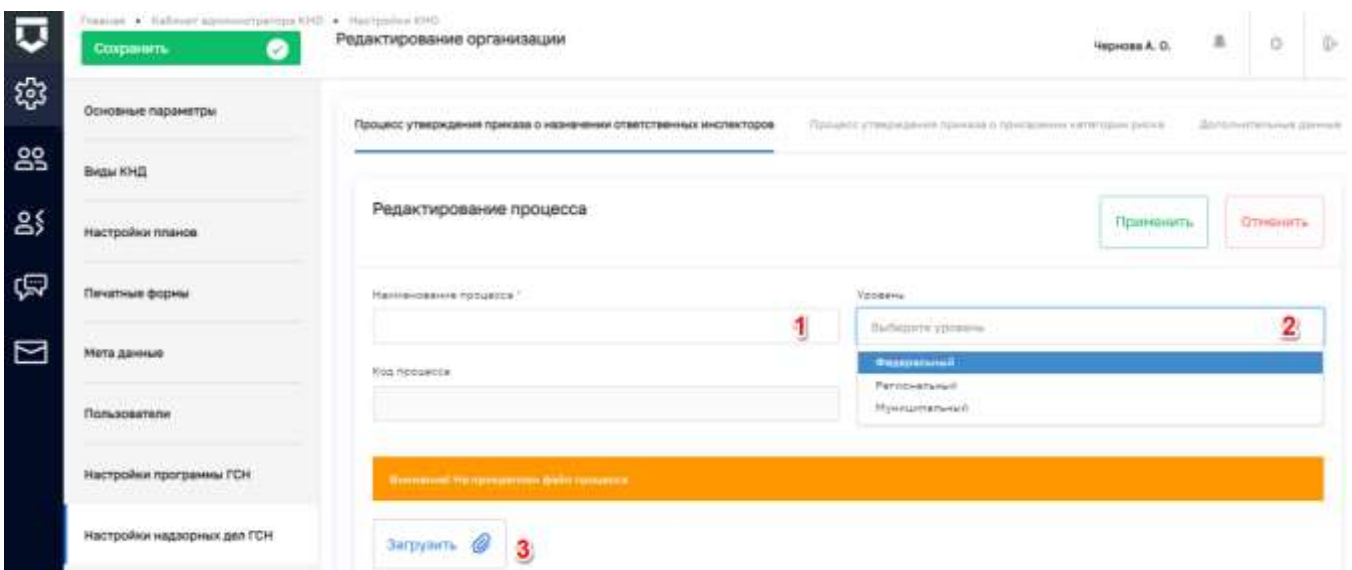 Главная • Кабинет администратора КНО • Настройки КНО
Сохранить
Редактирование организации
Чернова А. О.
Основные параметры
Виды КНД
Настройки планов
Печатные формы
Мета данные
Пользователи
Настройки программы ГСН
Настройки надзорных дел ГСН
Процесс утверждения приказа о назначении ответственных инспекторов
Процесс утверждения приказа о присвоении категории риска
Дополнительные данные
Редактирование процесса
Применить
Отменить
Наименование процесса *
1
Уровень
Выберите уровень
2
Федеральный
Региональный
Муниципальный
Код процесса
Внимание! Не прикреплен файл процесса
Загрузить
3